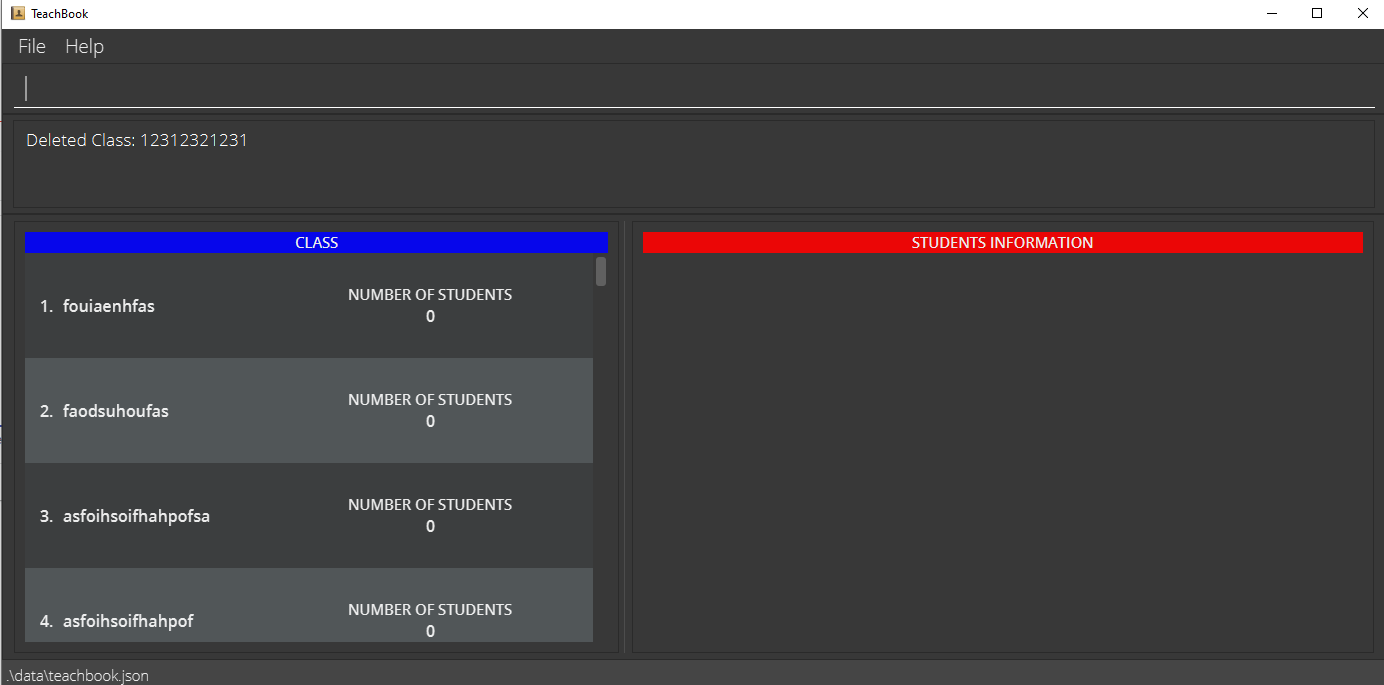 TeachBook
File Help
Deleted Class: 12312321231
CLASS
1. fouiaenhfas
NUMBER OF STUDENTS
0
2. faodsuhoufas
NUMBER OF STUDENTS
0
3. asfoihsoifhahpofsa
NUMBER OF STUDENTS
0
4. asfoihsoifhahpof
NUMBER OF STUDENTS
0
STUDENTS INFORMATION
.\data\teachbook.json